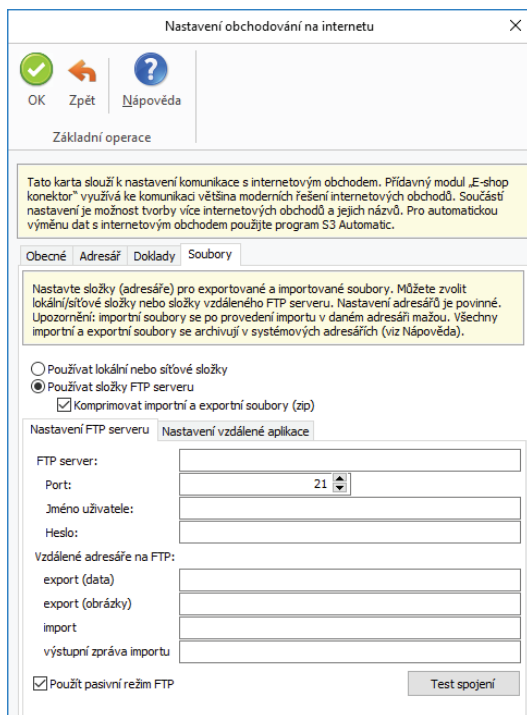 Nastavení obchodování na internetu
OK Zpět Nápověda
Základní operace
Tato karta slouží k nastavení komunikace s internetovým obchodem. Přídavný modul „E-shop
konektor” využívá ke komunikaci většina moderních řešení internetových obchodů. Součástí
nastavení je možnost tvorby více internetových obchodů a jejich názvů. Pro automatickou
výměnu dat s internetovým obchodem použijte program S3 Automatic.
Obecné Adresář Doklady Soubory
Nastavte složky (adresáře) pro exportované a importované soubory. Můžete zvolit
lokální/síťové složky nebo složky vzdáleného FTP serveru. Nastavení adresářů je povinné.
Upozornění: importní soubory se po provedení importu v daném adresáři mažou. Všechny
importní a exportní soubory se archivují v systémových adresářích (viz Nápověda).
Používat lokální nebo síťové složky
Používat složky FTP serveru
Komprimovat importní a exportní soubory (zip)
Nastavení FTP serveru Nastavení vzdálené aplikace
FTP server:
Port: 21
Jméno uživatele:
Heslo:
Vzdálené adresáře na FTP:
export (data)
export (obrázky)
import
výstupní zpráva importu
Použít pasivní režim FTP Test spojení